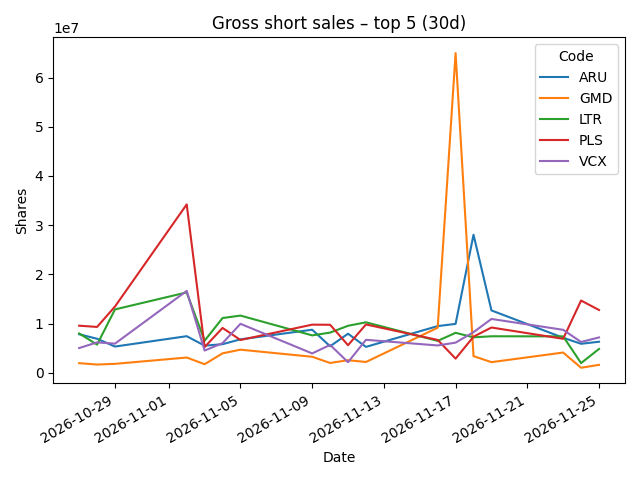 Gross short sales – top 5 (30d)
1e7
Code
ARU
GMD
LTR
PLS
VCX
Shares
6
5
4
3
2
1
0
2026-10-29
2026-11-01
2026-11-05
2026-11-09
2026-11-13
2026-11-17
2026-11-21
2026-11-25
Date